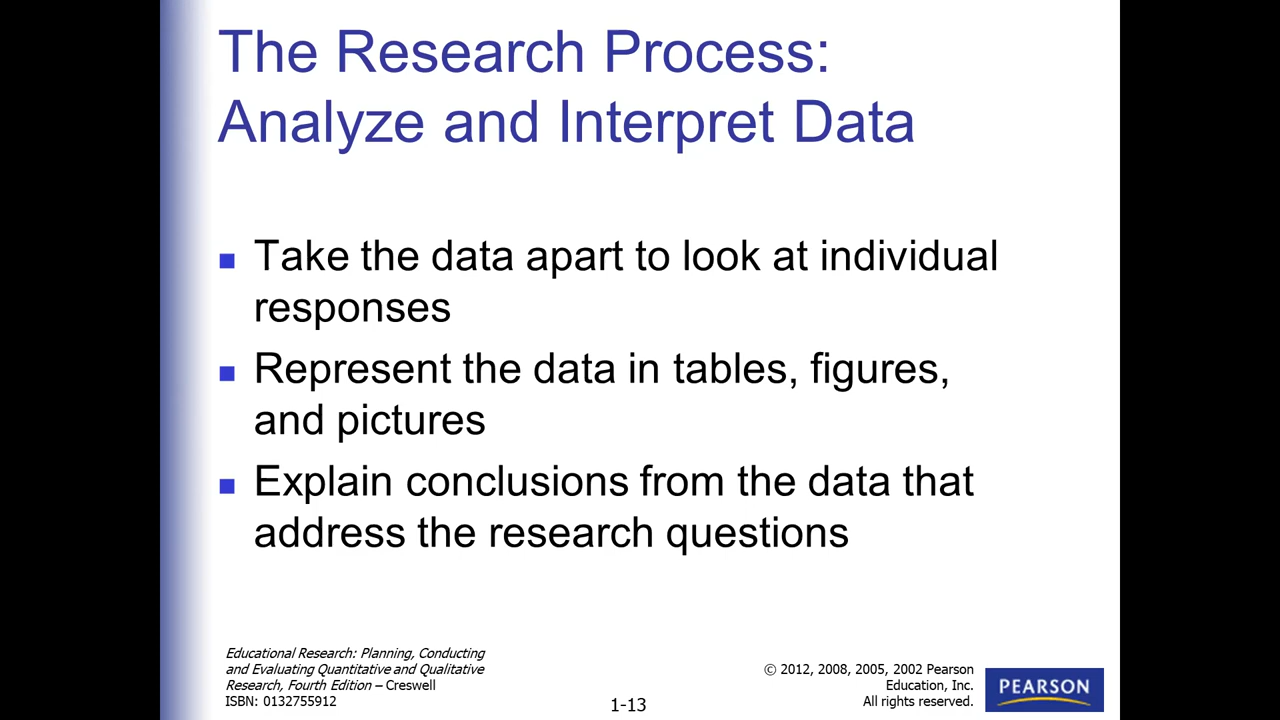 The Research Process:
Analyze and Interpret Data
Take the data apart to look at individual
responses
Represent the data in tables, figures,
and pictures
Explain conclusions from the data that
address the research questions
Educational Research: Planning, Conducting
and Evaluating Quantitative and Qualitative
Research, Fourth Edition – Creswell
ISBN: 0132755912
1-13
© 2012, 2008, 2005, 2002 Pearson
Education, Inc.
All rights reserved.
PEARSON